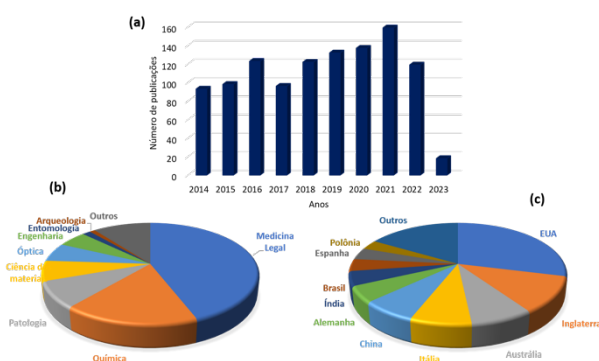 (a)
Número de publicações
160
140
120
100
80
60
40
20
0
2014 2015 2016 2017 2018 2019 2020 2021 2022 2023
Anos
(b)
Outros
Arqueologia
Entomologia
Engenharia
Óptica
Ciência d
materiai
Patologia
Química
Medicina
Legal
(c)
Outros
Polônia
Espanha
Brasil
Índia
Alemanha
China
Itália
Austrália
Inglaterra
EUA